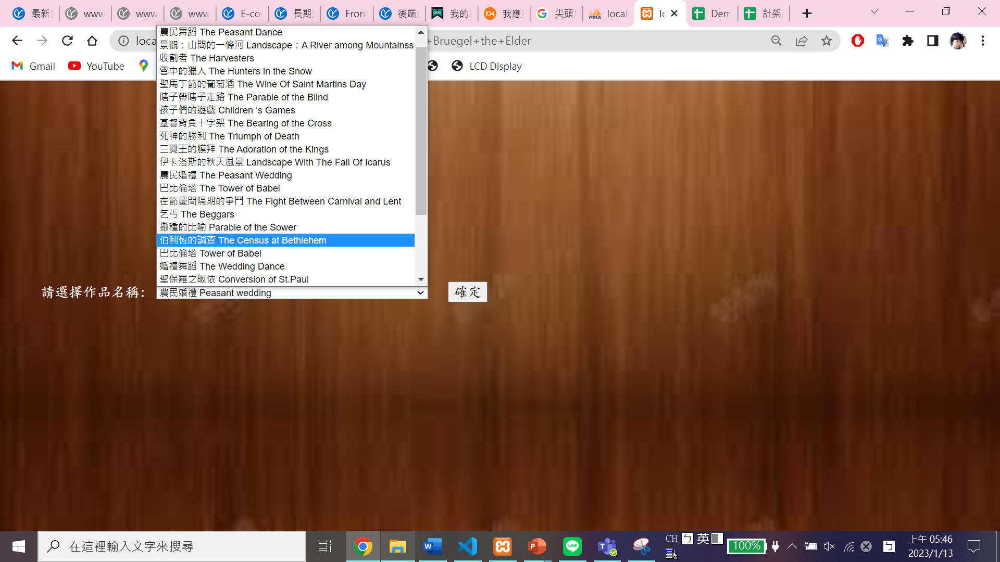 最新
www
www
www
E-co
長期
Fron
後端
我的
我應
尖頭
local
lo
Dem
計架
loca
+Bruegel+the+Elder
Gmail
YouTube
LCD Display
農民舞蹈 The Peasant Dance
景觀：山間的一條河 Landscape：A River among Mountainss
收割者 The Harvesters
雪中的獵人 The Hunters in the Snow
聖馬丁節的葡萄酒 The Wine Of Saint Martins Day
瞎子帶瞎子走路 The Parable of the Blind
孩子們的遊戲 Children ’s Games
基督背負十字架 The Bearing of the Cross
死神的勝利 The Triumph of Death
三賢王的膜拜 The Adoration of the Kings
伊卡洛斯的秋天風景 Landscape With The Fall Of Icarus
農民婚禮 The Peasant Wedding
巴比倫塔 The Tower of Babel
在節慶間隔期的爭鬥 The Fight Between Carnival and Lent
乞丐 The Beggars
撒種的比喻 Parable of the Sower
伯利恆的調查 The Census at Bethlehem
巴比倫塔 Tower of Babel
婚禮舞蹈 The Wedding Dance
聖保羅之皈依 Conversion of St.Paul
請選擇作品名稱：
農民婚禮 Peasant wedding
確定
在這裡輸入文字來搜尋
CH ㄅ 英
100%
ㄅ
上午 05:46
2023/1/13